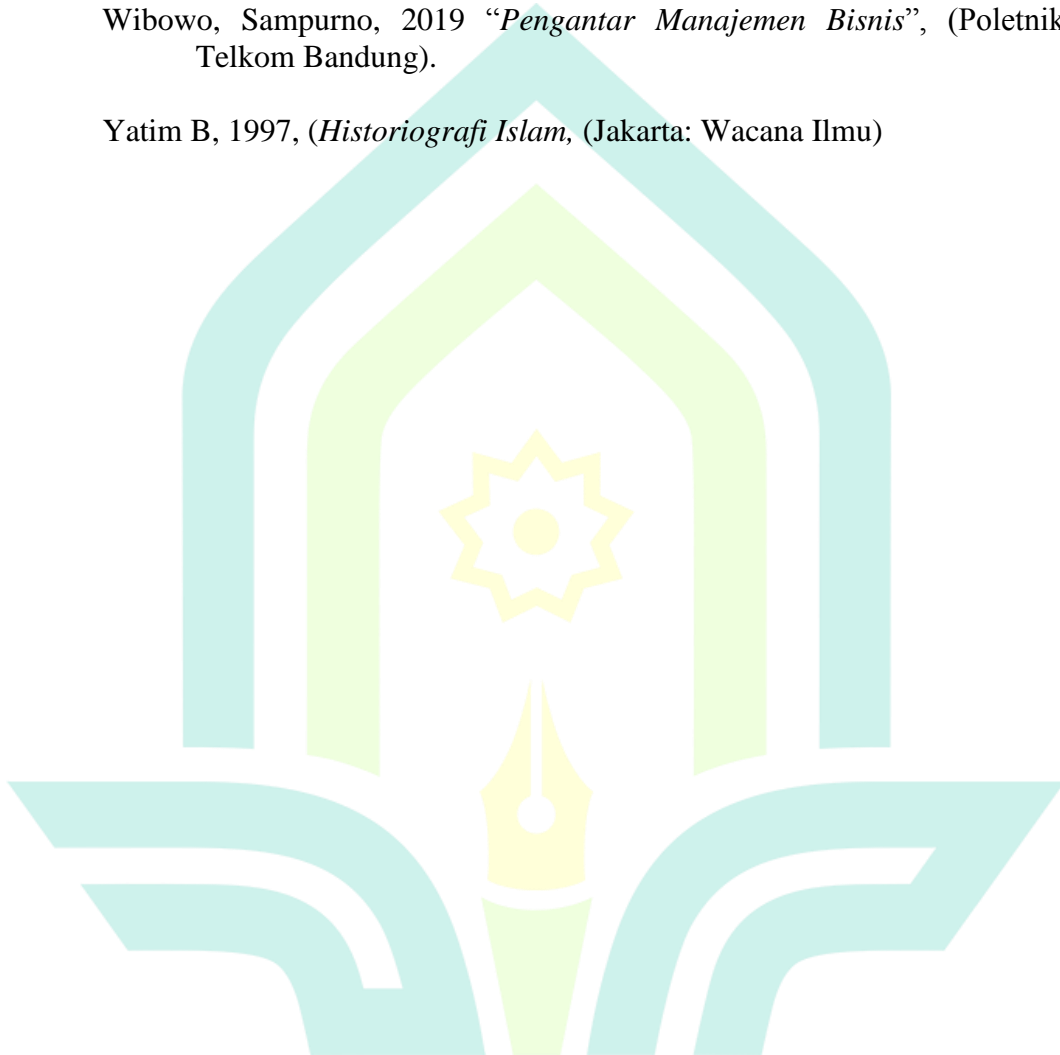 Wibowo, Sampurno, 2019 “Pengantar Manajemen Bisnis”, (Poletnik
Telkom Bandung).
Yatim B, 1997, (Historiografi Islam, (Jakarta: Wacana Ilmu)